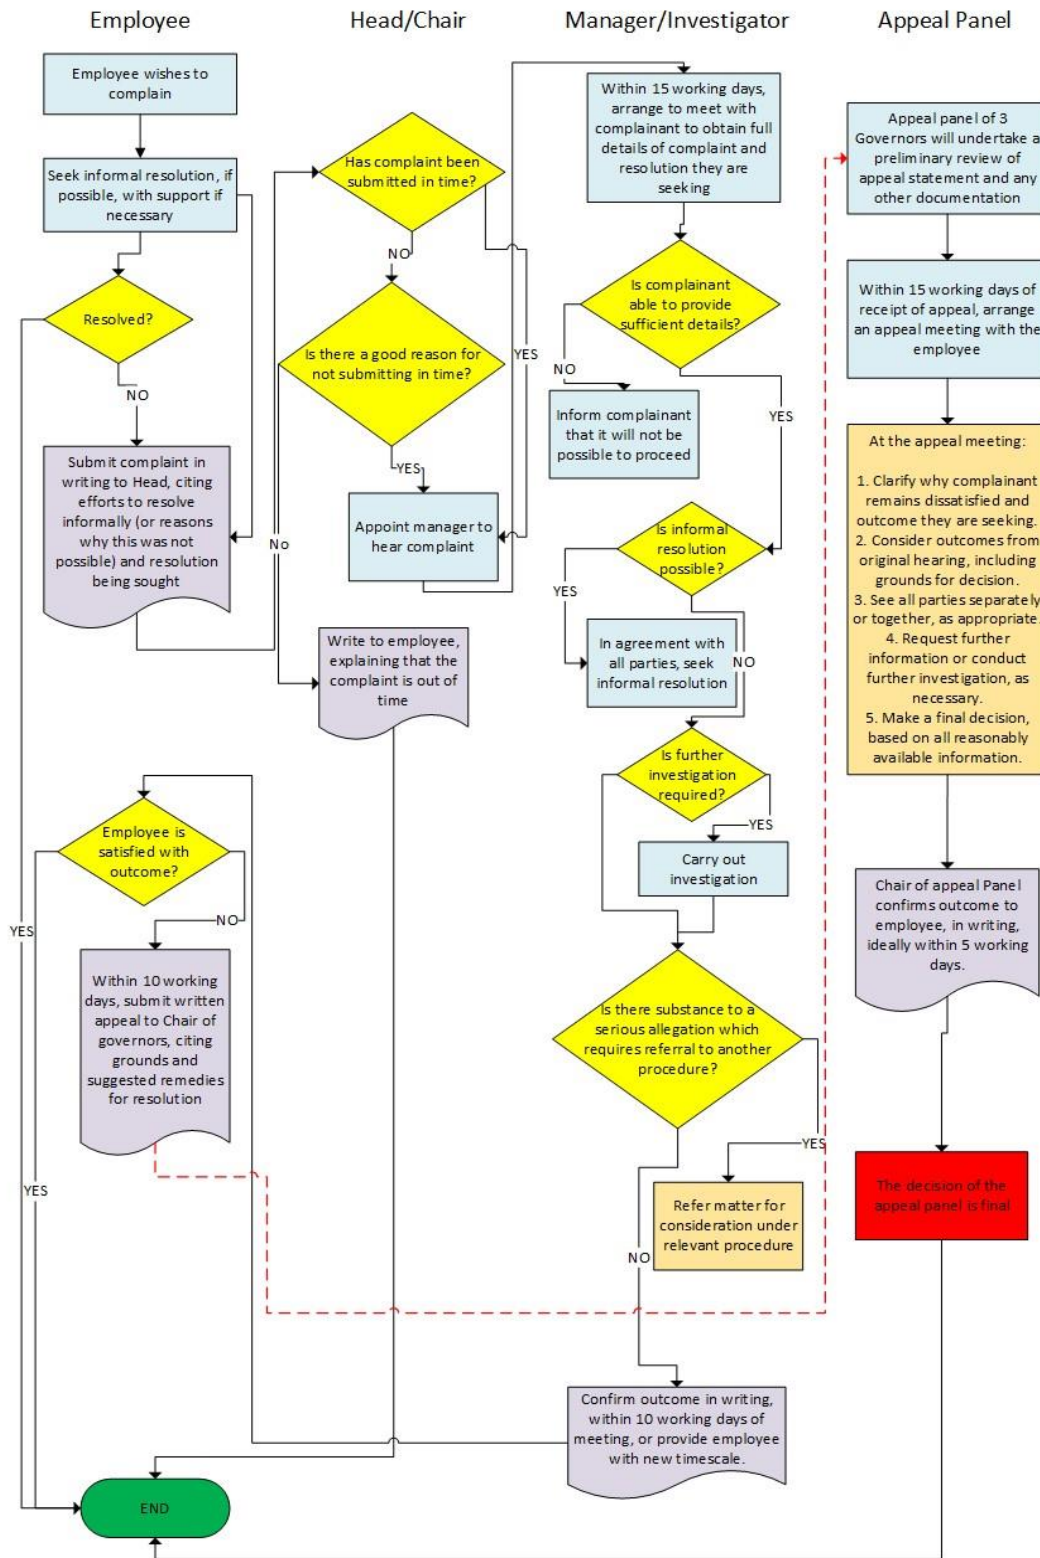 Employee
Head/Chair
Manager/Investigator
Appeal Panel
Employee wishes to
complain
Seek informal resolution, if
possible, with support if
necessary
Resolved?
YES
NO
Submit complaint in
writing to Head, citing
efforts to resolve
informally (or reasons
why this was not
possible) and resolution
being sought
Employee is
satisfied with
outcome?
YES
NO
Within 10 working
days, submit written
appeal to Chair of
governors, citing
grounds and
suggested remedies
for resolution
END
Has complaint been
submitted in time?
NO
YES
Is there a good reason for
not submitting in time?
No
YES
Appoint manager to
hear complaint
Write to employee,
explaining that the
complaint is out of
time
Within 15 working days,
arrange to meet with
complainant to obtain full
details of complaint and
resolution they are
seeking
Is complainant
able to provide
sufficient details?
NO
YES
Inform complainant
that it will not be
possible to proceed
Is informal
resolution
possible?
YES
NO
In agreement with
all parties, seek
informal resolution
Is further
investigation
required?
YES
Carry out
investigation
Is there substance to a
serious allegation which
requires referral to another
procedure?
YES
NO
Refer matter for
consideration under
relevant procedure
Confirm outcome in writing,
within 10 working days of
meeting, or provide employee
with new timescale.
Appeal panel of 3
Governors will undertake a
preliminary review of
appeal statement and any
other documentation
Within 15 working days of
receipt of appeal, arrange
an appeal meeting with the
employee
At the appeal meeting:
1. Clarify why complainant
remains dissatisfied and
outcome they are seeking.
2. Consider outcomes from
original hearing, including
grounds for decision.
3. See all parties separately
or together, as appropriate.
4. Request further
information or conduct
further investigation, as
necessary.
5. Make a final decision,
based on all reasonably
available information.
Chair of appeal Panel
confirms outcome to
employee, in writing,
ideally within 5 working
days.
The decision of the
appeal panel is final